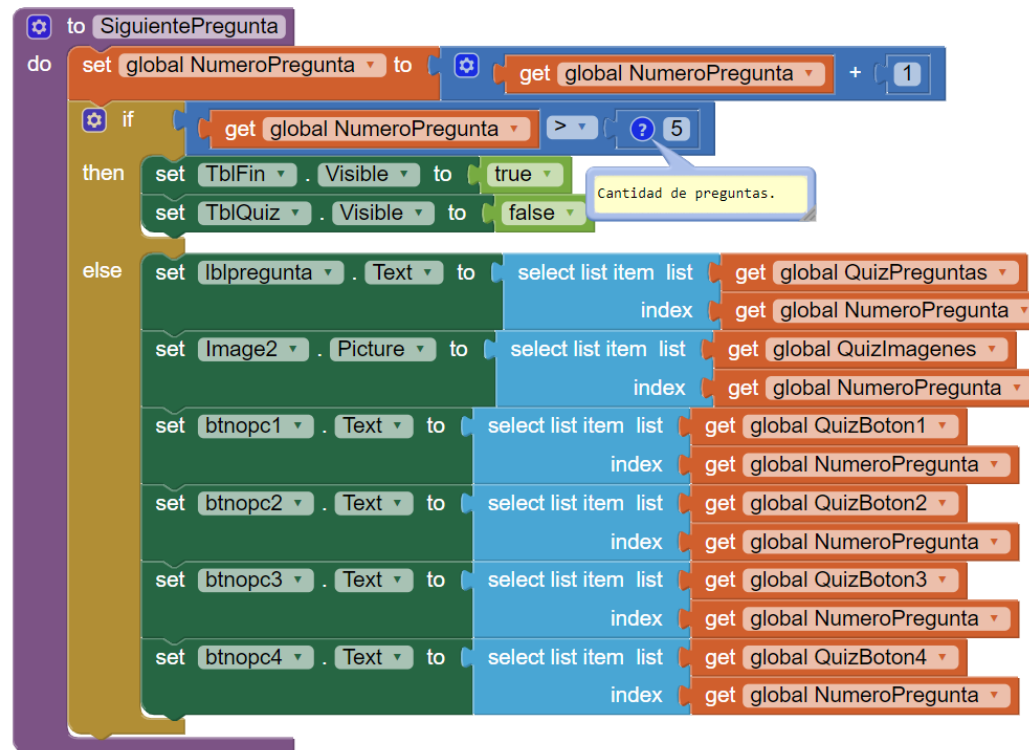 to SiguientePregunta
do set global NumeroPregunta to get global NumeroPregunta + 1
if get global NumeroPregunta > ? 5
Cantidad de preguntas.
then set TblFin . Visible to true
set TblQuiz . Visible to false
else set lblpregunta . Text to select list item list get global QuizPreguntas
index get global NumeroPregunta
set Image2 . Picture to select list item list get global QuizImagenes
index get global NumeroPregunta
set btnopc1 . Text to select list item list get global QuizBoton1
index get global NumeroPregunta
set btnopc2 . Text to select list item list get global QuizBoton2
index get global NumeroPregunta
set btnopc3 . Text to select list item list get global QuizBoton3
index get global NumeroPregunta
set btnopc4 . Text to select list item list get global QuizBoton4
index get global NumeroPregunta